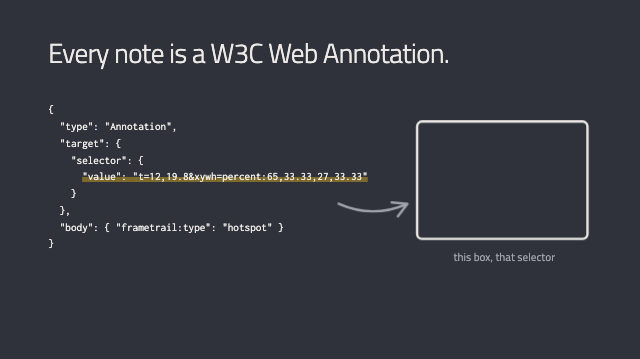 Every note is a W3C Web Annotation.
{
"type": "Annotation",
"target": {
"selector": {
"value": "t=12,19.8&xywh=percent:65,33.33,27,33.33"
}
},
"body": { "frametrail:type": "hotspot" }
}
this box, that selector